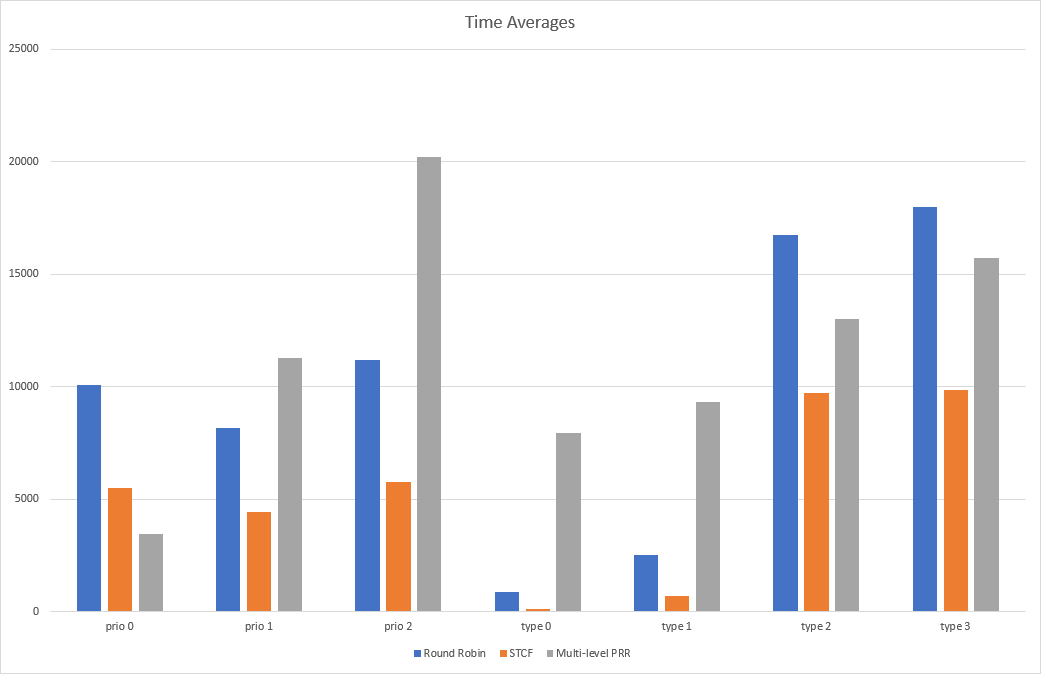 Time Averages
25000
20000
15000
10000
5000
0
prio 0 prio 1 prio 2 type 0 type 1 type 2 type 3
Round Robin STCF Multi-level PRR